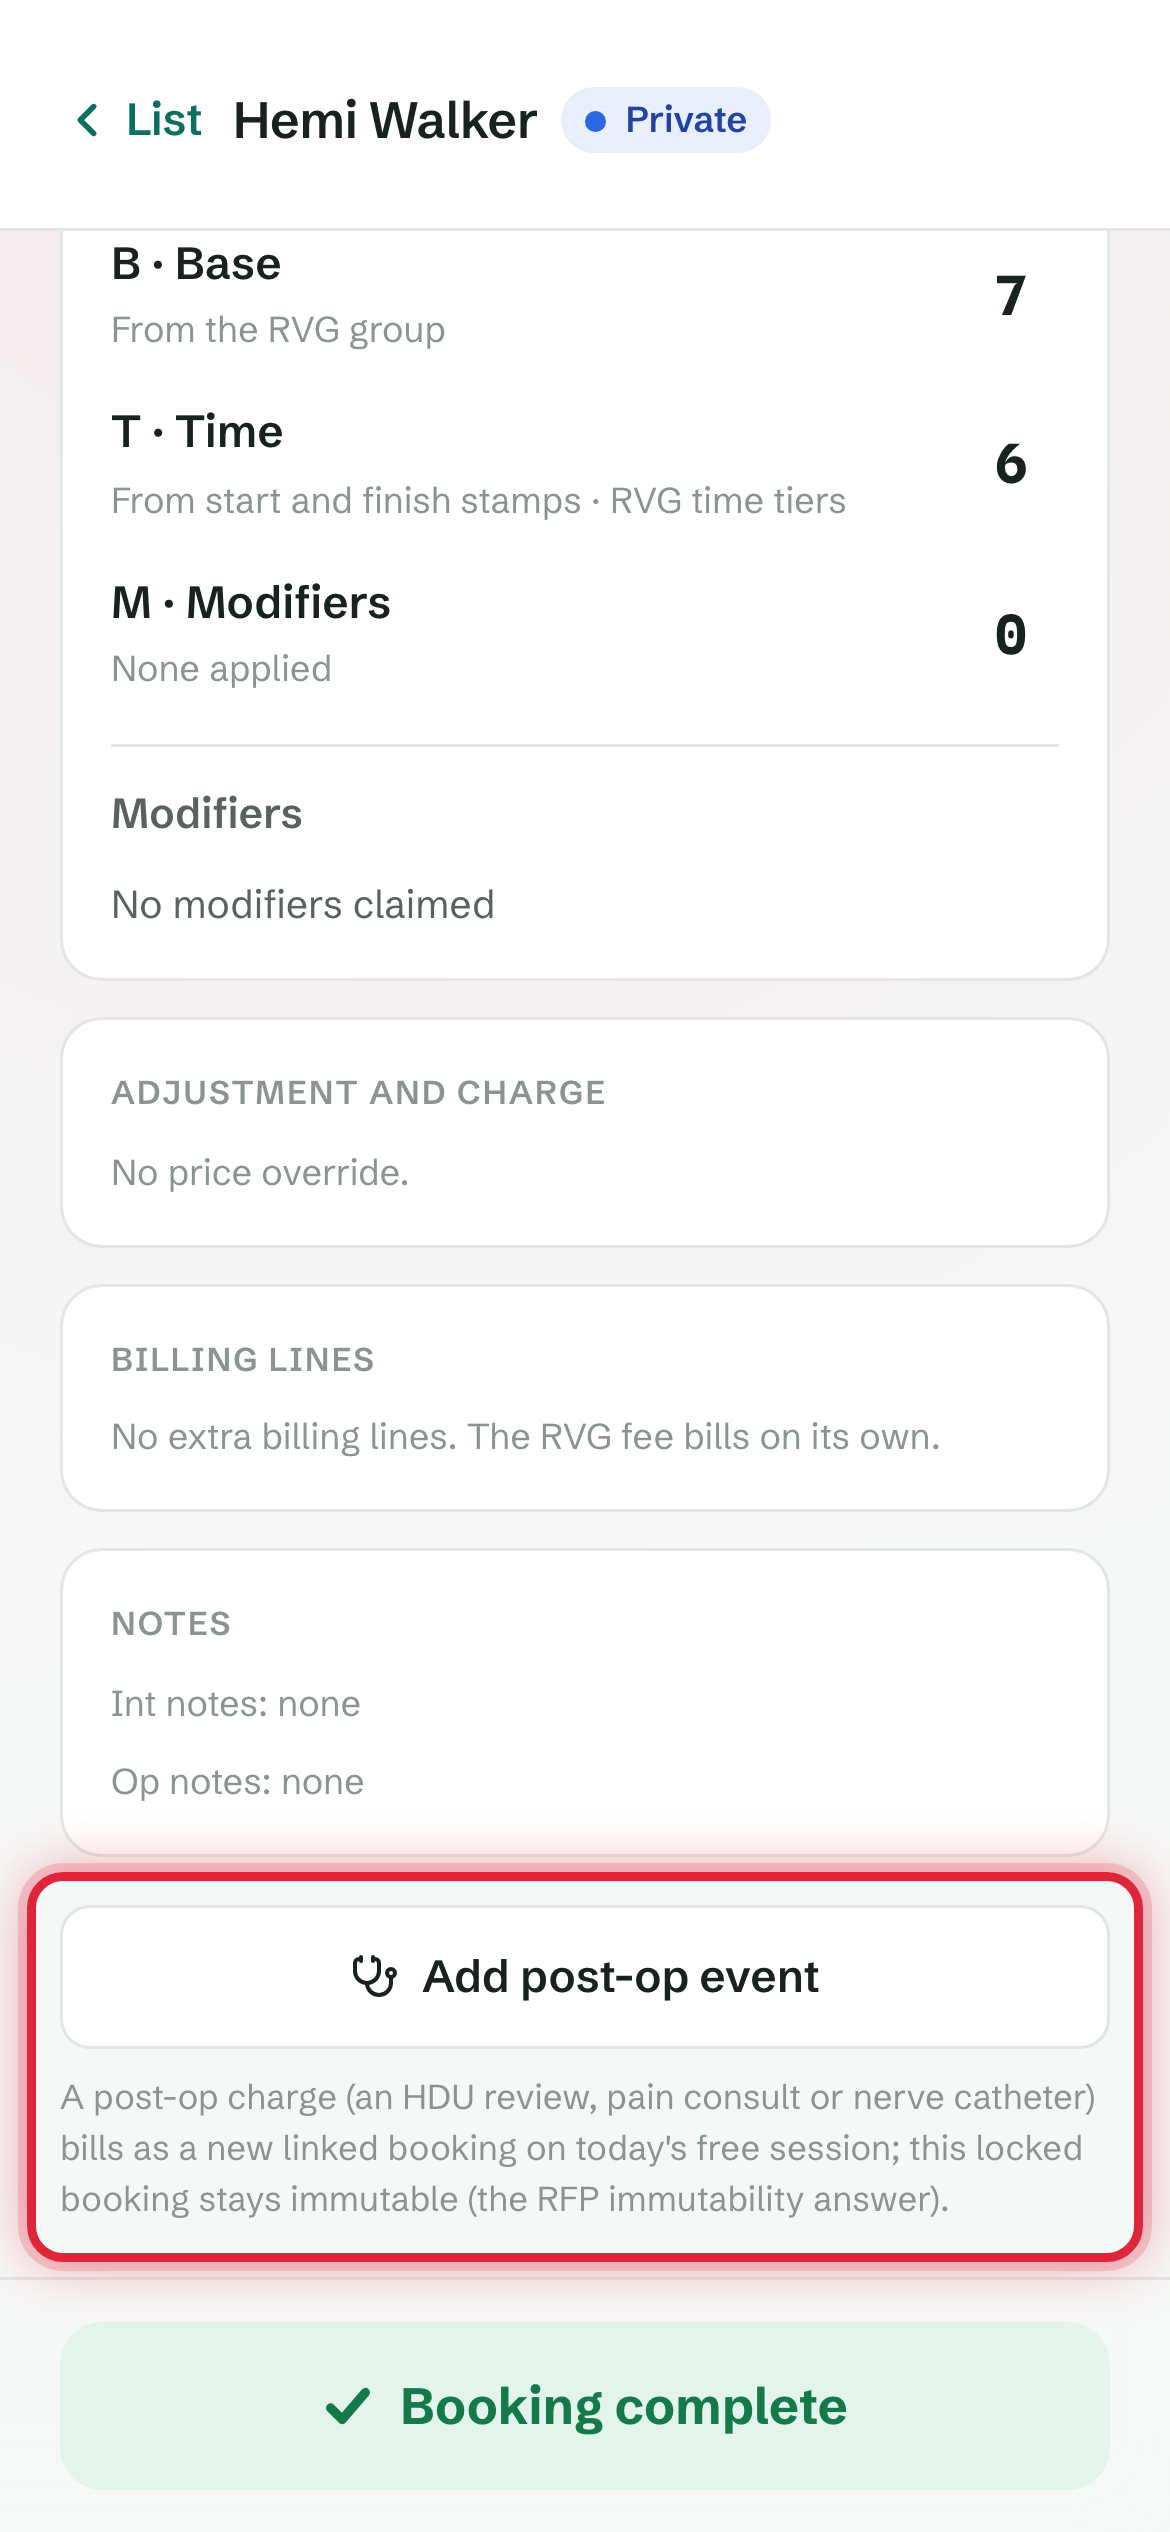 List Hemi Walker Private
B · Base
7
From the RVG group
T · Time
6
From start and finish stamps · RVG time tiers
M · Modifiers
0
None applied
Modifiers
No modifiers claimed
ADJUSTMENT AND CHARGE
No price override.
BILLING LINES
No extra billing lines. The RVG fee bills on its own.
NOTES
Int notes: none
Op notes: none
Add post-op event
A post-op charge (an HDU review, pain consult or nerve catheter)
bills as a new linked booking on today's free session; this locked
booking stays immutable (the RFP immutability answer).
Booking complete